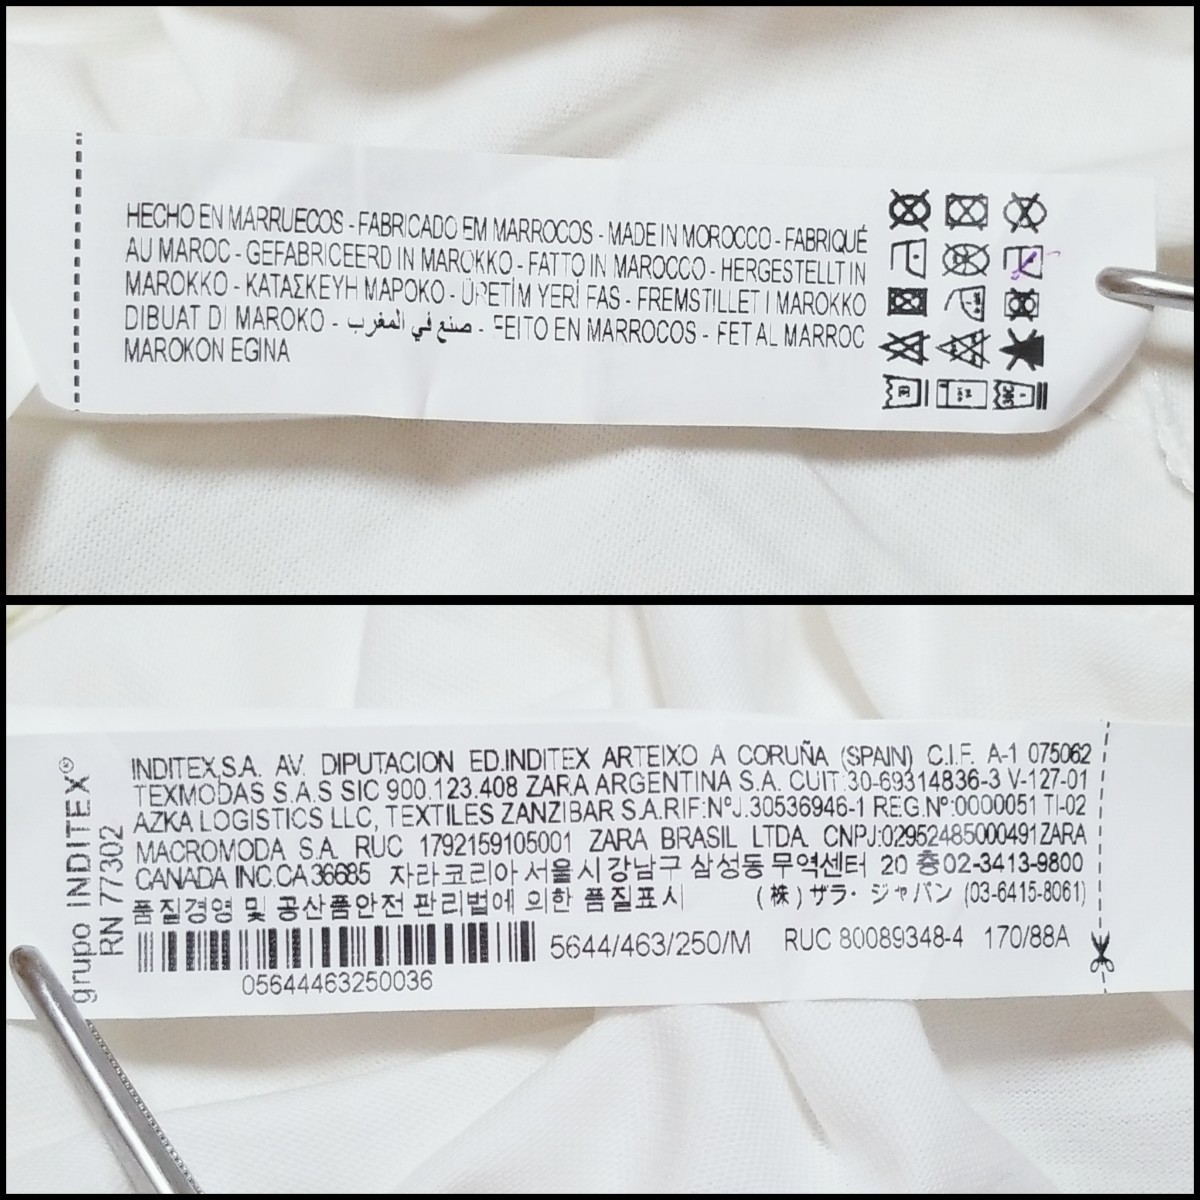 HECHO EN MARRUECOS - FABRICADO EM MARROCOS - MADE IN MOROCCO - FABRIQUÉ
AU MAROC - GEFABRICEERD IN MAROKKO - FATTO IN MAROCCO - HERGESTELLT IN
MAROKKO - ΚΑΤΑΣΚΕΥΗ ΜΑΡΟΚΟ - ÜRETİM YERİ FAS - FREMSTILLET I MAROKKO
DIBUAT DI MAROKO - صنع في المغرب - FEITO EN MARROCOS - FET AL MARROC
MAROKON EGINA
grupo INDITEX®
RN 77302
INDITEX,S.A. AV. DIPUTACION ED.INDITEX ARTEIXO A CORUÑA (SPAIN) C.I.F. A-1 075062
TEXMODAS S.A.S SIC 900.123.408 ZARA ARGENTINA S.A. CUIT:30-69314836-3 V-127-01
AZKA LOGISTICS LLC, TEXTILES ZANZIBAR S.A.RIF:NºJ.30536946-1 REG.Nº:0000051 TI-02
MACROMODA S.A. RUC 1792159105001 ZARA BRASIL LTDA. CNPJ:02952485000491ZARA
CANADA INC.CA 36685 자라코리아 서울시강남구 삼성동 무역센터 20 층02-3413-9800
품질경영 및 공산품안전 관리법에 의한 품질표시 (株) ザラ・ジャパン (03-6415-8061)
5644/463/250/M RUC 80089348-4 170/88A
05644463250036